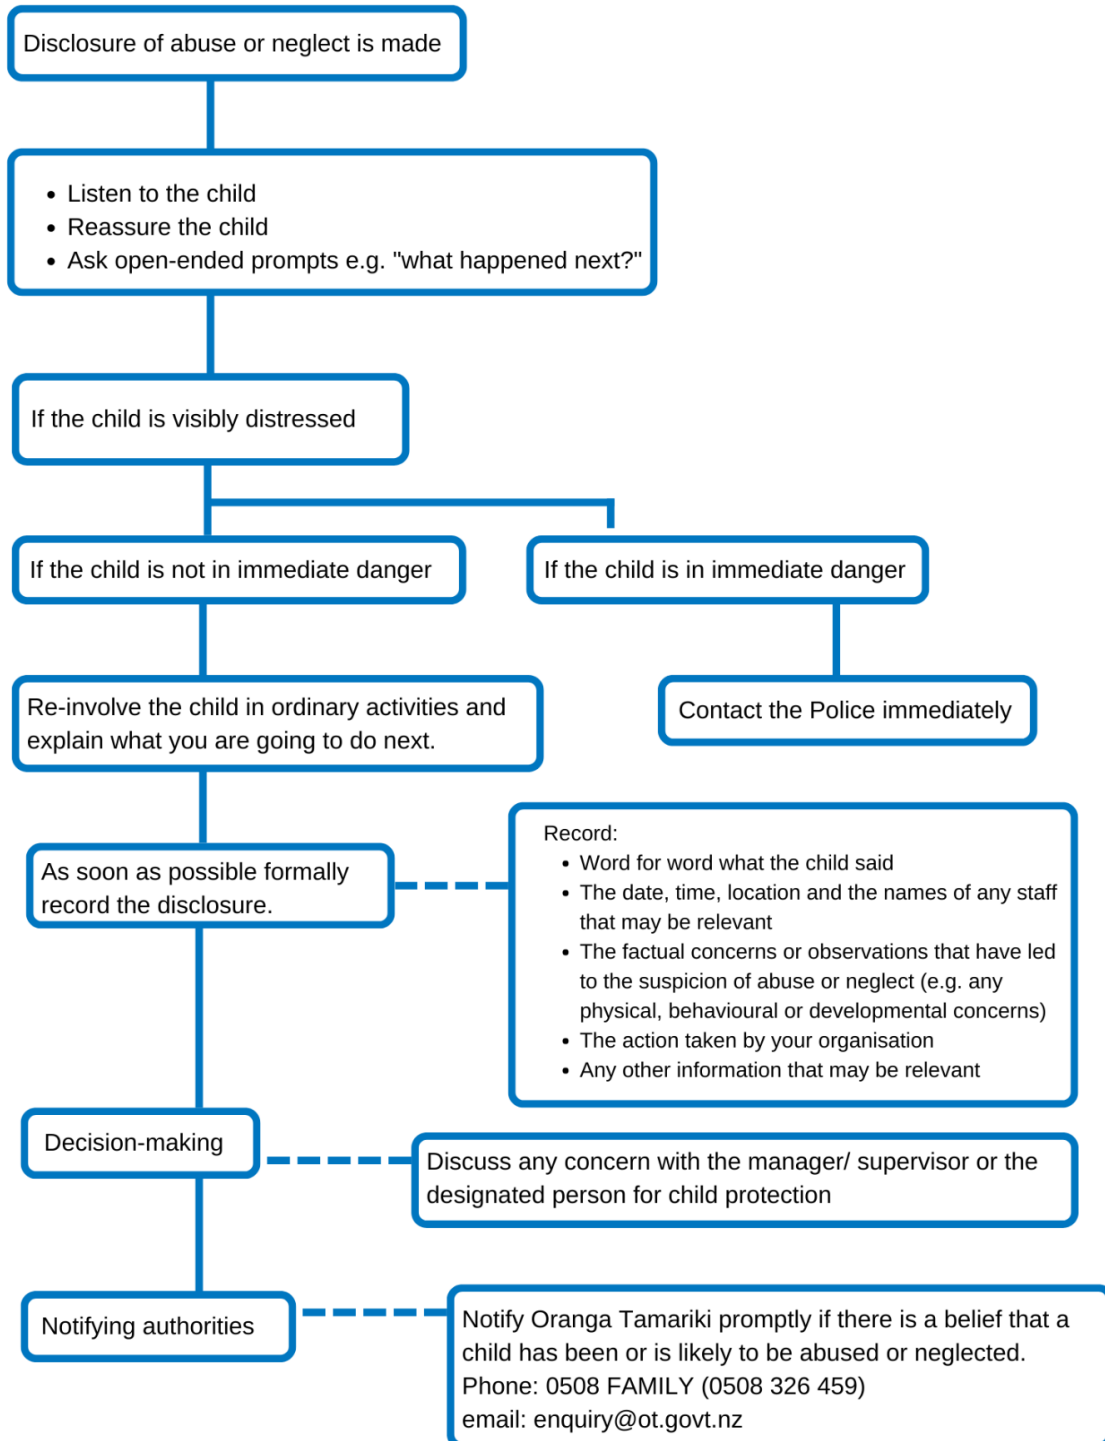 Disclosure of abuse or neglect is made
• Listen to the child
• Reassure the child
• Ask open-ended prompts e.g. "what happened next?"
If the child is visibly distressed
If the child is not in immediate danger
If the child is in immediate danger
Re-involve the child in ordinary activities and
explain what you are going to do next.
Contact the Police immediately
As soon as possible formally
record the disclosure.
Record:
• Word for word what the child said
• The date, time, location and the names of any staff
that may be relevant
• The factual concerns or observations that have led
to the suspicion of abuse or neglect (e.g. any
physical, behavioural or developmental concerns)
• The action taken by your organisation
• Any other information that may be relevant
Decision-making
Discuss any concern with the manager/ supervisor or the
designated person for child protection
Notifying authorities
Notify Oranga Tamariki promptly if there is a belief that a
child has been or is likely to be abused or neglected.
Phone: 0508 FAMILY (0508 326 459)
email: enquiry@ot.govt.nz